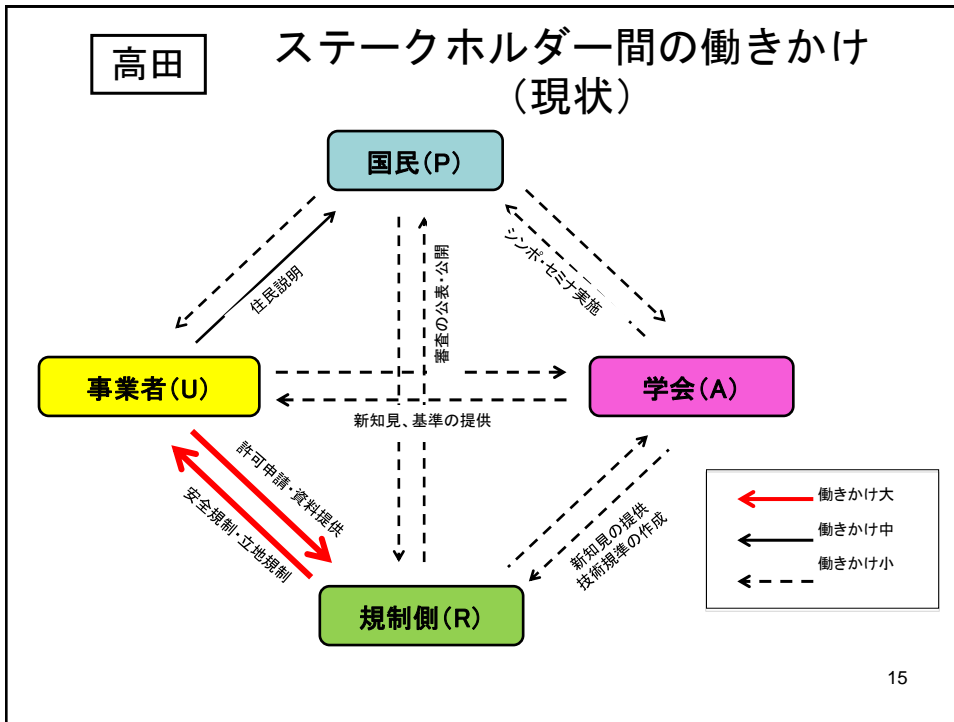 高田
ステークホルダー間の働きかけ
（現状）
国民（P）
住民説明
審査の公表・公開
シンポ・セミナ実施
事業者（U）
学会（A）
新知見、基準の提供
許可申請・資料提供
安全規制・立地規制
新知見の提供
技術規準の作成
規制側（R）
働きかけ大
働きかけ中
働きかけ小
15